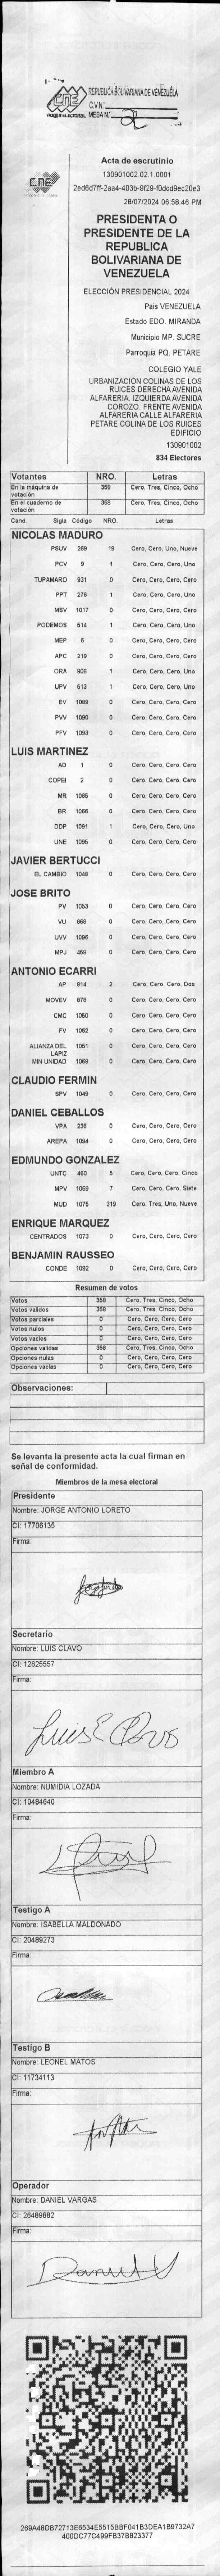 REPÚBLICA BOLIVARIANA DE VENEZUELA
CNE
PODER ELECTORAL
C.V.N°
MESA N° 2
CNE
Acta de escrutinio
130901002.02.1.0001
28/07/2024 06:58:46 PM
PRESIDENTA O
PRESIDENTE DE LA
REPUBLICA
BOLIVARIANA DE
VENEZUELA
ELECCIÓN PRESIDENCIAL 2024
País VENEZUELA
Estado EDO. MIRANDA
Municipio MP. SUCRE
Parroquia PQ. PETARE
COLEGIO YALE
URBANIZACIÓN COLINAS DE LOS
RUICES DERECHA AVENIDA
ALFARERIA. IZQUIERDA AVENIDA
COROZO. FRENTE AVENIDA
ALFARERIA CALLE ALFARERIA
PETARE COLINA DE LOS RUICES
EDIFICIO
130901002
834 Electores
Votantes NRO. Letras
En la máquina de votación 358 Cero, Tres, Cinco, Ocho
En el cuaderno de votación 358 Cero, Tres, Cinco, Ocho
Cand. Sigla Código NRO. Letras
NICOLAS MADURO
PSUV 269 19 Cero, Cero, Uno, Nueve
PCV 9 1 Cero, Cero, Cero, Uno
TUPAMARO 931 0 Cero, Cero, Cero, Cero
PPT 276 1 Cero, Cero, Cero, Uno
MSV 1017 0 Cero, Cero, Cero, Cero
PODEMOS 514 1 Cero, Cero, Cero, Uno
MEP 6 0 Cero, Cero, Cero, Cero
APC 219 0 Cero, Cero, Cero, Cero
ORA 906 1 Cero, Cero, Cero, Uno
UPV 513 1 Cero, Cero, Cero, Uno
EV 1089 0 Cero, Cero, Cero, Cero
PVV 1090 0 Cero, Cero, Cero, Cero
PFV 1093 0 Cero, Cero, Cero, Cero
LUIS MARTINEZ
AD 1 0 Cero, Cero, Cero, Cero
COPEI 2 0 Cero, Cero, Cero, Cero
MR 1065 0 Cero, Cero, Cero, Cero
BR 1066 0 Cero, Cero, Cero, Cero
DDP 1091 1 Cero, Cero, Cero, Uno
UNE 1095 0 Cero, Cero, Cero, Cero
JAVIER BERTUCCI
EL CAMBIO 1048 0 Cero, Cero, Cero, Cero
JOSE BRITO
PV 1053 0 Cero, Cero, Cero, Cero
VU 968 0 Cero, Cero, Cero, Cero
UVV 1096 0 Cero, Cero, Cero, Cero
MPJ 458 0 Cero, Cero, Cero, Cero
ANTONIO ECARRI
AP 914 2 Cero, Cero, Cero, Dos
MOVEV 878 0 Cero, Cero, Cero, Cero
CMC 1050 0 Cero, Cero, Cero, Cero
FV 1062 0 Cero, Cero, Cero, Cero
ALIANZA DEL LAPIZ 1051 0 Cero, Cero, Cero, Cero
MIN UNIDAD 1069 0 Cero, Cero, Cero, Cero
CLAUDIO FERMIN
SPV 1049 0 Cero, Cero, Cero, Cero
DANIEL CEBALLOS
VPA 236 0 Cero, Cero, Cero, Cero
AREPA 1094 0 Cero, Cero, Cero, Cero
EDMUNDO GONZALEZ
UNTC 460 5 Cero, Cero, Cero, Cinco
MPV 1059 7 Cero, Cero, Cero, Siete
MUD 1075 319 Cero, Tres, Uno, Nueve
ENRIQUE MARQUEZ
CENTRADOS 1073 0 Cero, Cero, Cero, Cero
BENJAMIN RAUSSEO
CONDE 1092 0 Cero, Cero, Cero, Cero
Resumen de votos
Votos 358 Cero, Tres, Cinco, Ocho
Votos validos 358 Cero, Tres, Cinco, Ocho
Votos parciales 0 Cero, Cero, Cero, Cero
Votos nulos 0 Cero, Cero, Cero, Cero
Votos vacios 0 Cero, Cero, Cero, Cero
Opciones validas 358 Cero, Tres, Cinco, Ocho
Opciones nulas 0 Cero, Cero, Cero, Cero
Opciones vacias 0 Cero, Cero, Cero, Cero
Observaciones:
Se levanta la presente acta la cual firman en
señal de conformidad.
Miembros de la mesa electoral
Presidente
Nombre: JORGE ANTONIO LORETO
CI: 17706135
Firma:
Secretario
Nombre: LUIS CLAVO
CI: 12625557
Firma:
Luis E Clavo
Miembro A
Nombre: NUMIDIA LOZADA
CI: 10484640
Firma:
Testigo A
Nombre: ISABELLA MALDONADO
CI: 20489273
Firma:
Testigo B
Nombre: LEONEL MATOS
CI: 11734113
Firma:
Operador
Nombre: DANIEL VARGAS
CI: 26489882
Firma:
Daniel V